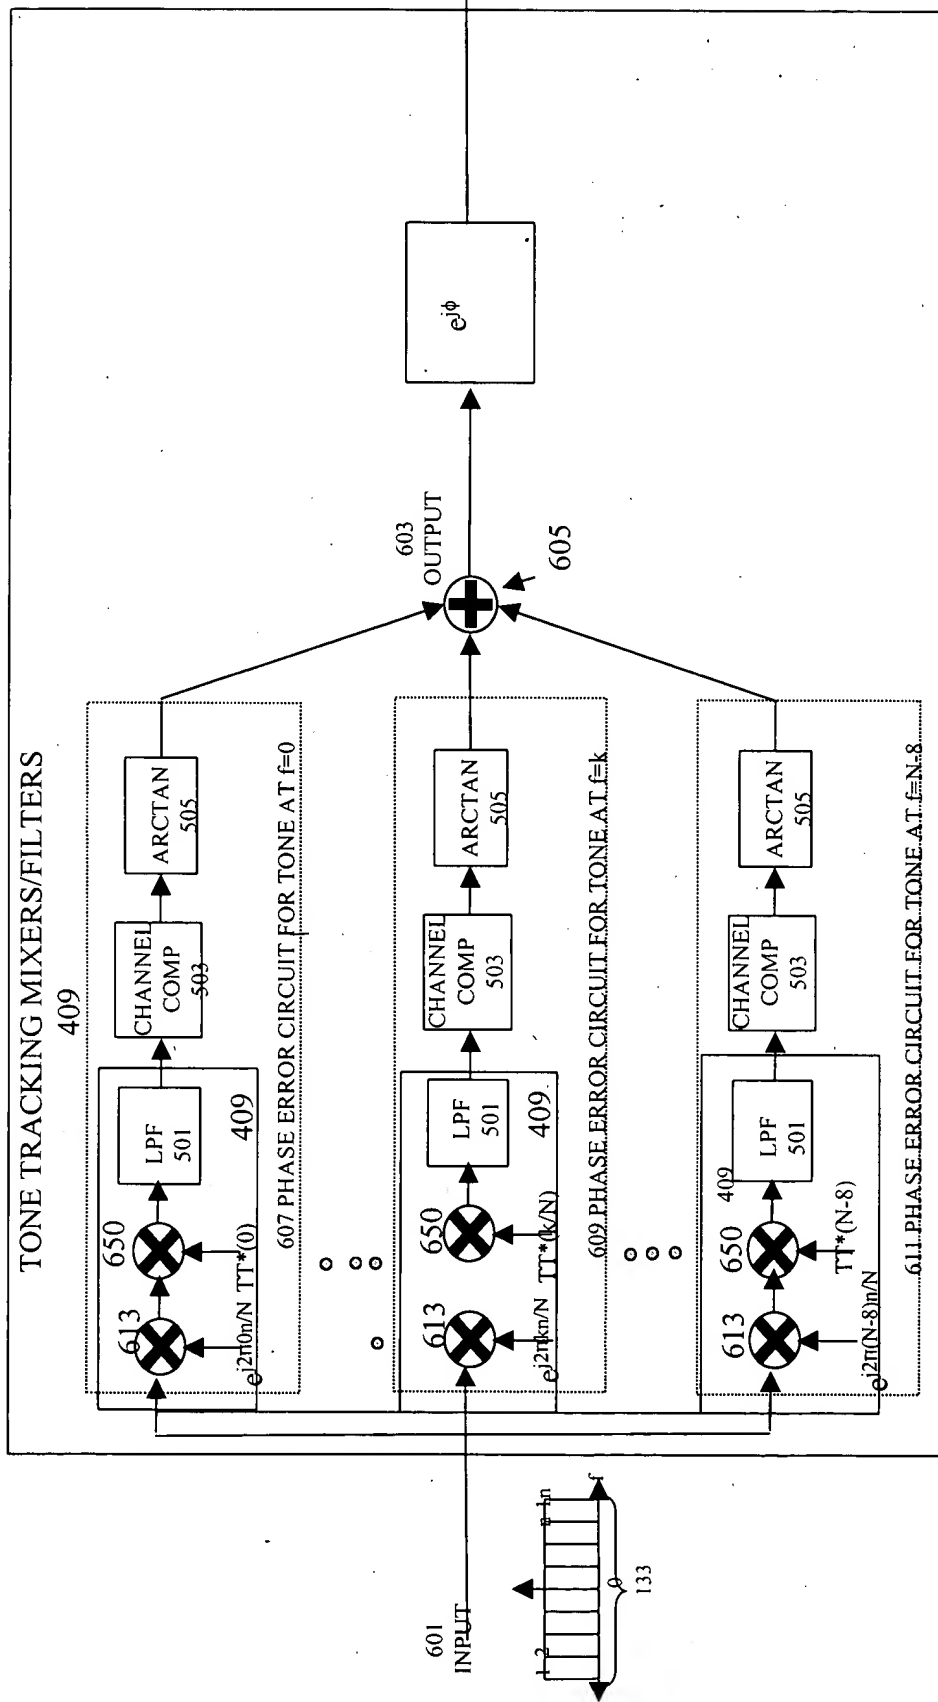 TONE TRACKING MIXERS/FILTERS
409
613
650
e^j2π0n/N TT*(0)
LPF
501
409
CHANNEL
COMP
503
ARCTAN
505
607 PHASE ERROR CIRCUIT FOR TONE AT f=0
601
INPUT
613
650
e^j2πkn/N TT*(k/N)
LPF
501
409
CHANNEL
COMP
503
ARCTAN
505
609 PHASE ERROR CIRCUIT FOR TONE AT f=k
603
OUTPUT
605
e^jϕ
613
650
e^j2π(N-8)n/N
TT*(N-8)
409
LPF
501
CHANNEL
COMP
503
ARCTAN
505
611 PHASE ERROR CIRCUIT FOR TONE AT f=N-8
1 2
n
f
0
133